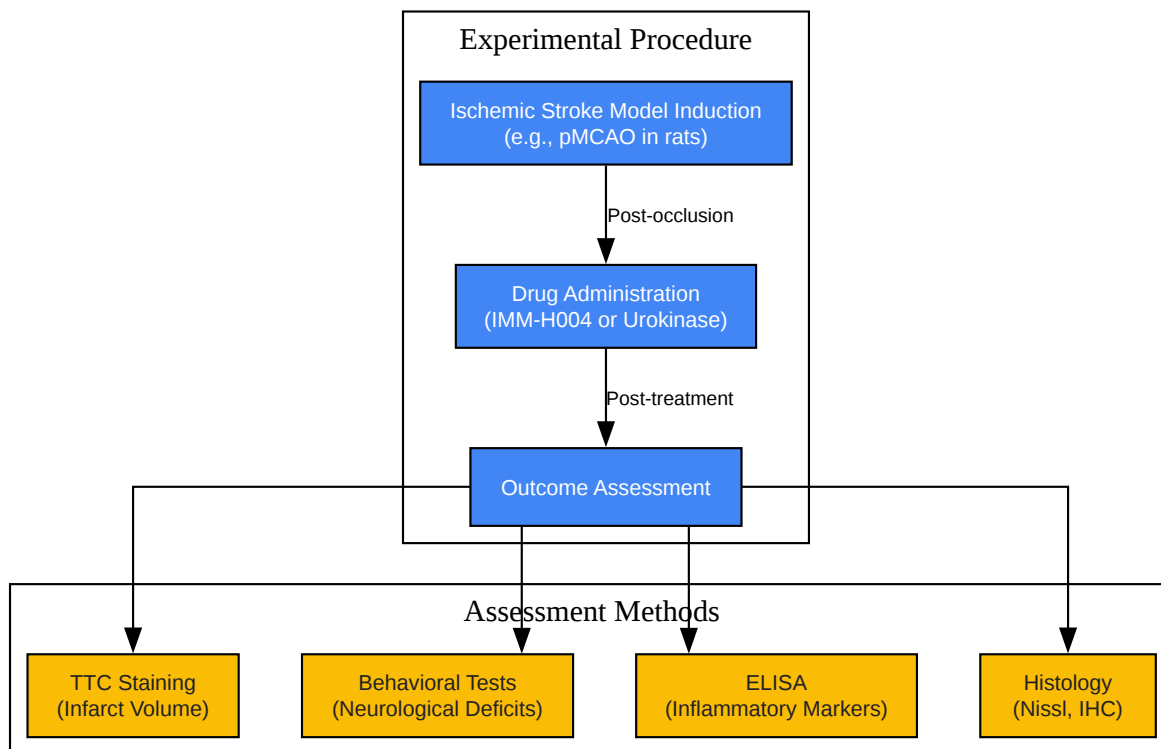 Experimental Procedure
Ischemic Stroke Model Induction
(e.g., pMCAO in rats)
Post-occlusion
Drug Administration
(IMM-H004 or Urokinase)
Post-treatment
Outcome Assessment
Assessment Methods
TTC Staining
(Infarct Volume)
Behavioral Tests
(Neurological Deficits)
ELISA
(Inflammatory Markers)
Histology
(Nissl, IHC)